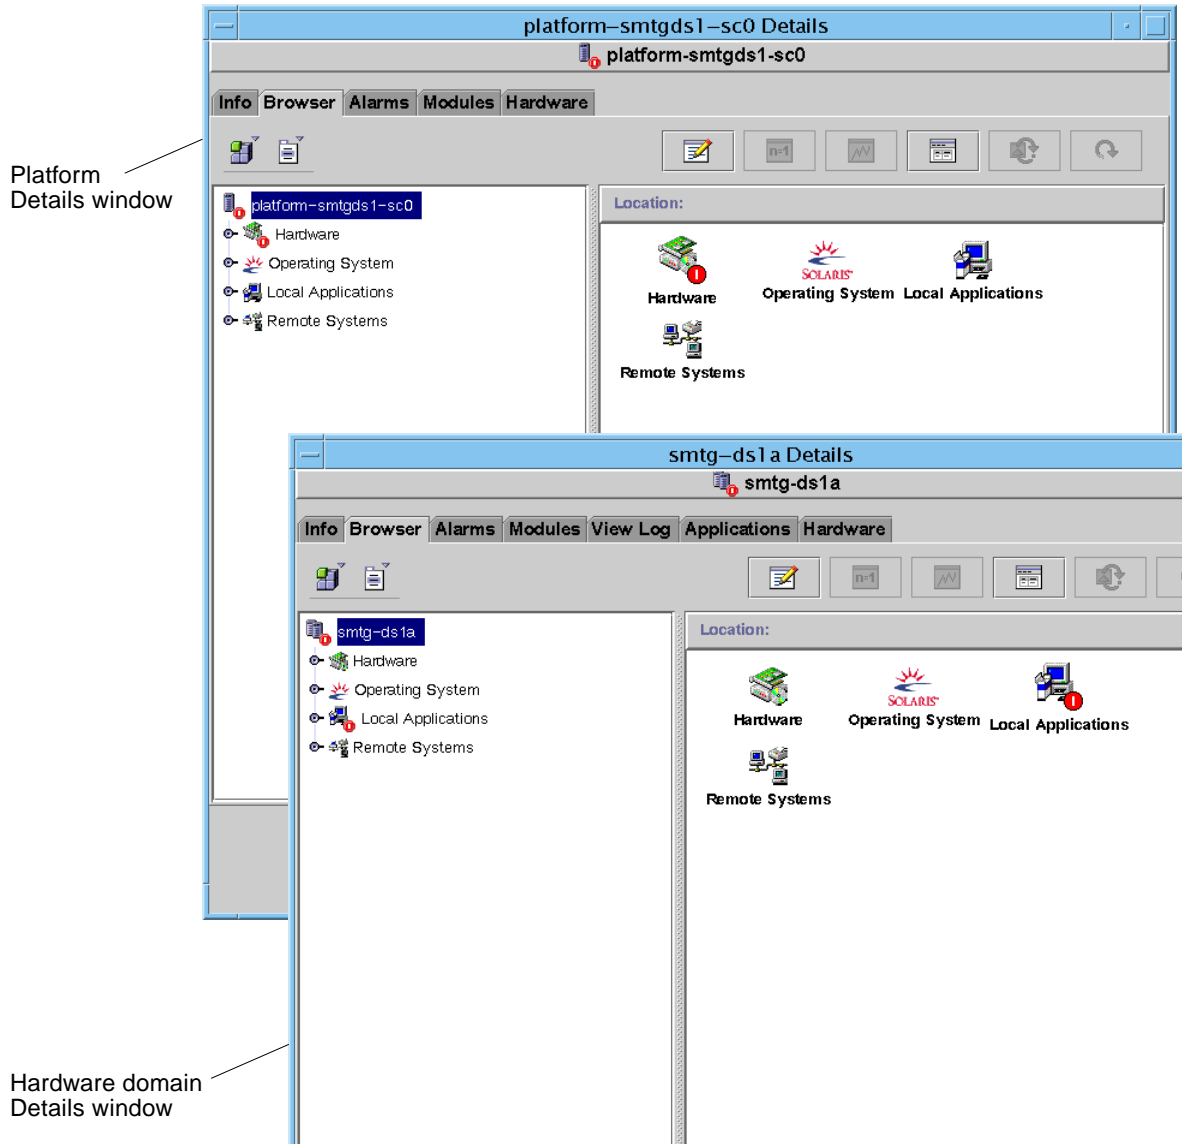 platform-smtgds1-sc0 Details
platform-smtgds1-sc0
Info Browser Alarms Modules Hardware
n=1
Platform
Details window
platform-smtgds1-sc0
Hardware
Operating System
Local Applications
Remote Systems
Location:
SOLARIS
Hardware Operating System Local Applications
Remote Systems
smtg-ds1a Details
smtg-ds1a
Info Browser Alarms Modules View Log Applications Hardware
n=1
smtg-ds1a
Hardware
Operating System
Local Applications
Remote Systems
Location:
SOLARIS
Hardware Operating System Local Applications
Remote Systems
Hardware domain
Details window